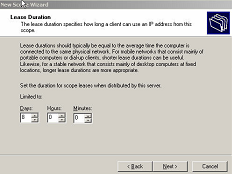 New Scope Wizard
Lease Duration
The lease duration specifies how long a client can use an IP address from this
scope.
Lease durations should typically be equal to the average time the computer is
connected to the same physical network. For mobile networks that consist mainly of
portable computers or dialup clients, shorter lease durations can be useful.
Likewise, for a stable network that consists mainly of desktop computers at fixed
locations, longer lease durations are more appropriate.
Set the duration for scope leases when distributed by this server.
Limited to:
Days: Hours: Minutes:
8 0 0
< Back Next > Cancel